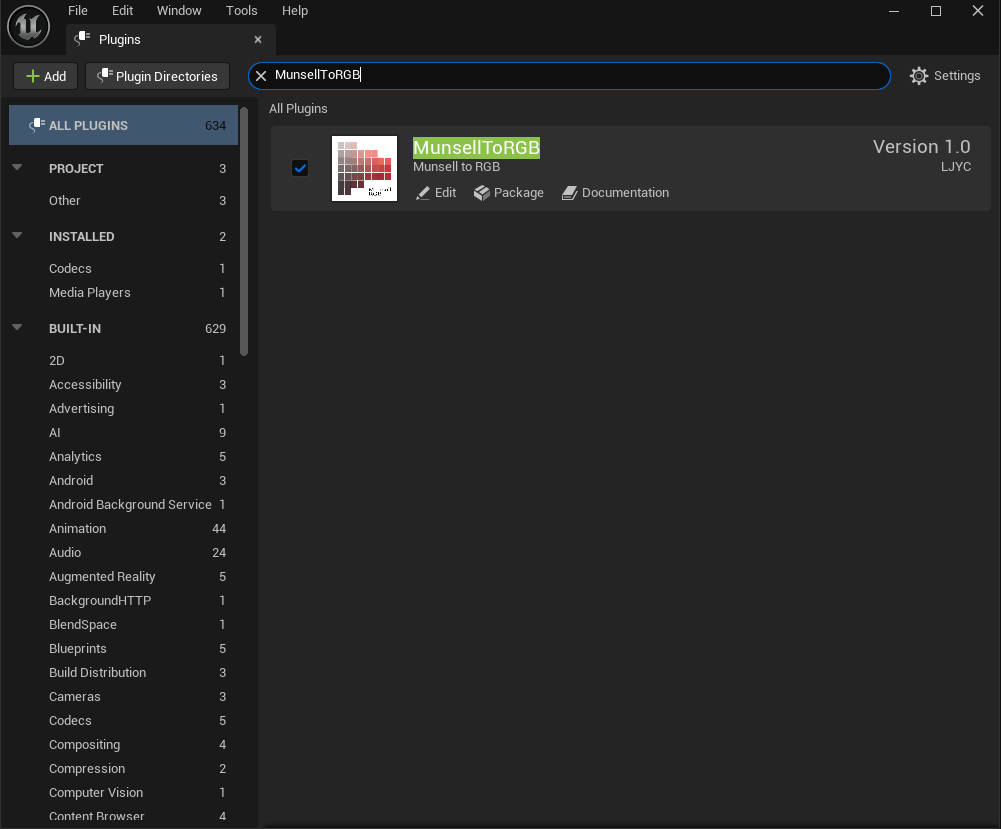 File Edit Window Tools Help
Plugins
Add Plugin Directories MunsellToRGB Settings
All Plugins
ALL PLUGINS 634
PROJECT 3
Other 3
INSTALLED 2
Codecs 1
Media Players 1
BUILT-IN 629
2D 1
Accessibility 3
Advertising 1
AI 9
Analytics 5
Android 3
Android Background Service 1
Animation 44
Audio 24
Augmented Reality 5
BackgroundHTTP 1
BlendSpace 1
Blueprints 5
Build Distribution 3
Cameras 3
Codecs 5
Compositing 4
Compression 2
Computer Vision 1
Content Browser 4
MunsellToRGB Version 1.0
Munsell to RGB LJYC
Edit Package Documentation